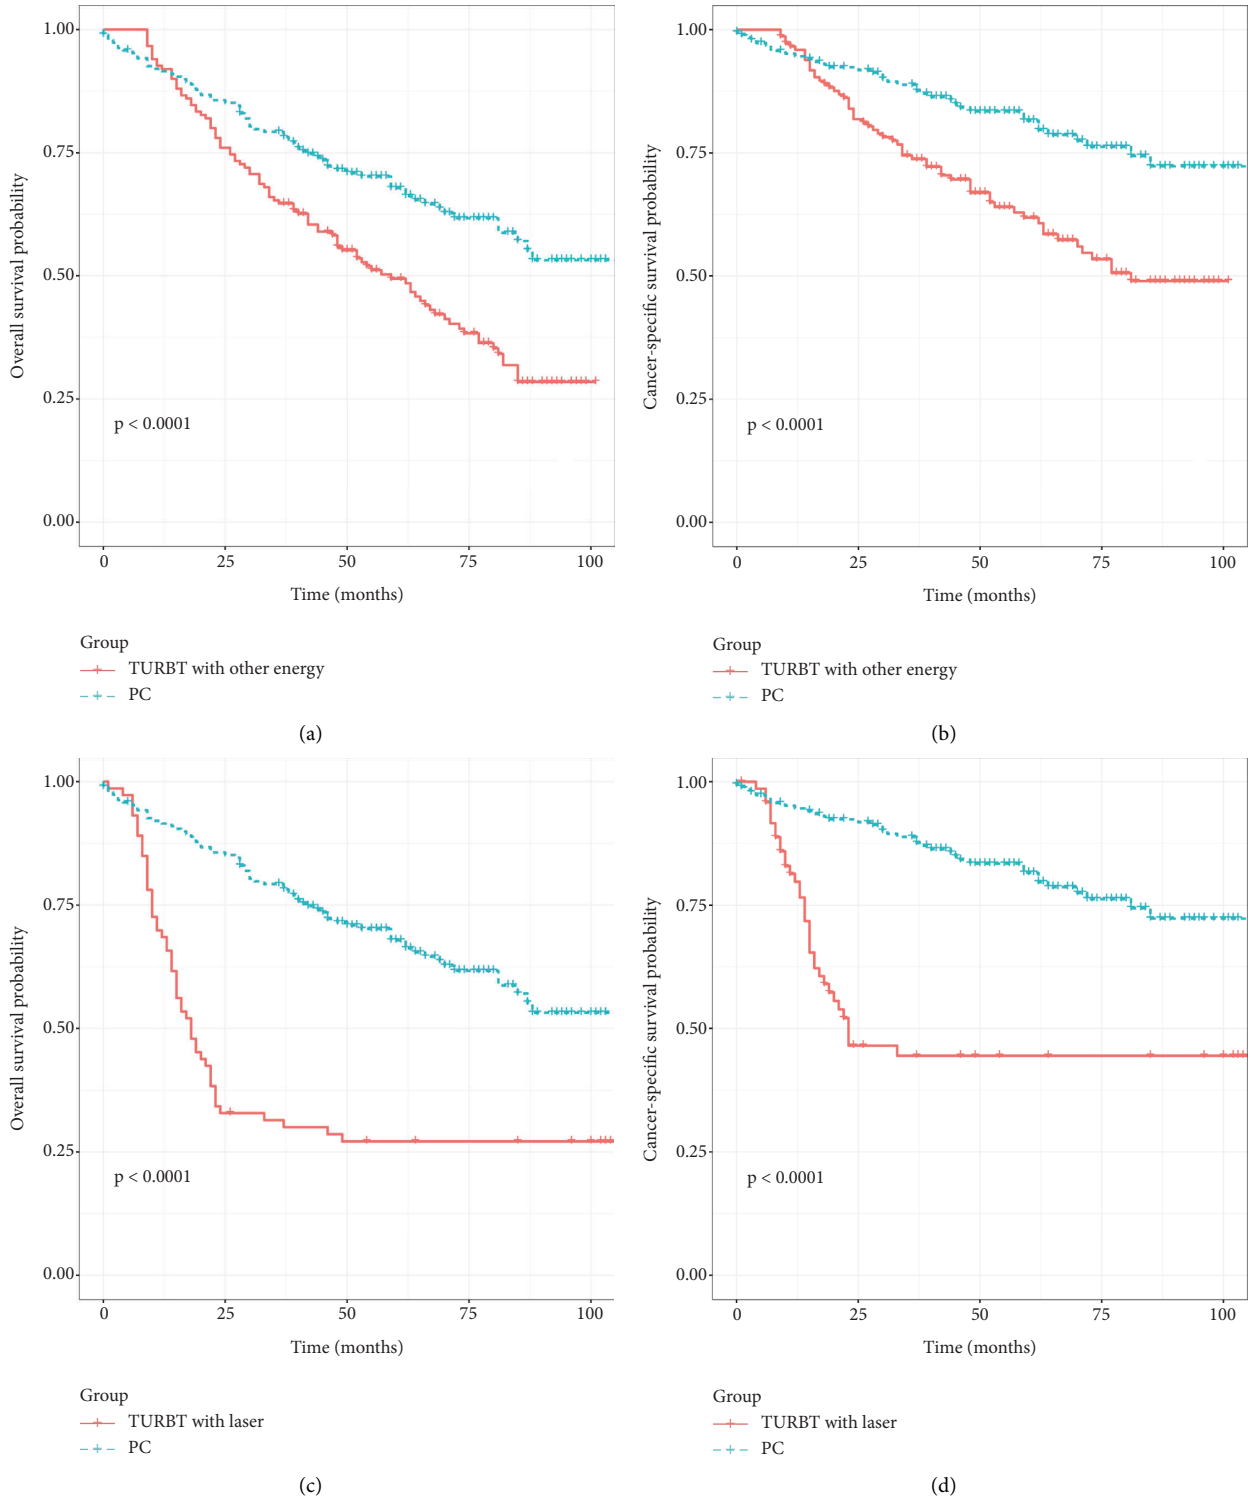 Overall survival probability
1.00
0.75
0.50
0.25
0.00
p < 0.0001
0 25 50 75 100
Time (months)
Group
TURBT with other energy
PC
(a)
Cancer-specific survival probability
1.00
0.75
0.50
0.25
0.00
p < 0.0001
0 25 50 75 100
Time (months)
Group
TURBT with other energy
PC
(b)
Overall survival probability
1.00
0.75
0.50
0.25
0.00
p < 0.0001
0 25 50 75 100
Time (months)
Group
TURBT with laser
PC
(c)
Cancer-specific survival probability
1.00
0.75
0.50
0.25
0.00
p < 0.0001
0 25 50 75 100
Time (months)
Group
TURBT with laser
PC
(d)